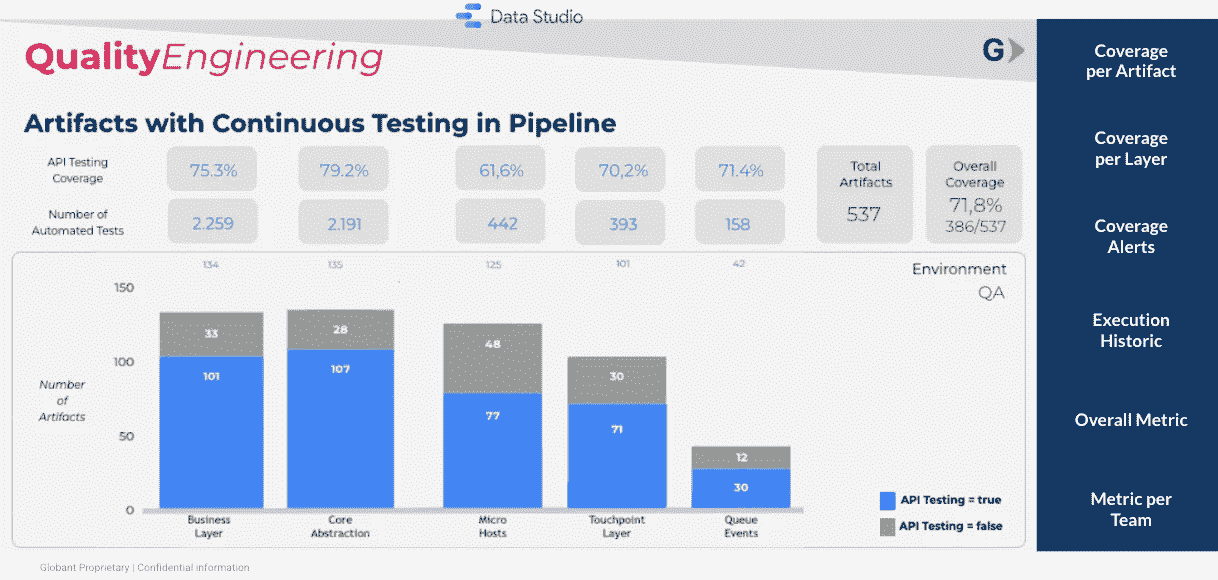 Data Studio
QualityEngineering
G
Artifacts with Continuous Testing in Pipeline
API Testing
Coverage
75.3%
79.2%
61,6%
70,2%
71.4%
Number of
Automated Tests
2.259
2.191
442
393
158
Total
Artifacts
537
Overall
Coverage
71,8%
386/537
134
135
125
101
42
Environment
QA
150
100
50
0
Number
of
Artifacts
33
101
28
107
48
77
30
71
12
30
Business
Layer
Core
Abstraction
Micro
Hosts
Touchpoint
Layer
Queue
Events
API Testing = true
API Testing = false
Coverage
per Artifact
Coverage
per Layer
Coverage
Alerts
Execution
Historic
Overall Metric
Metric per
Team
Globant Proprietary | Confidential information